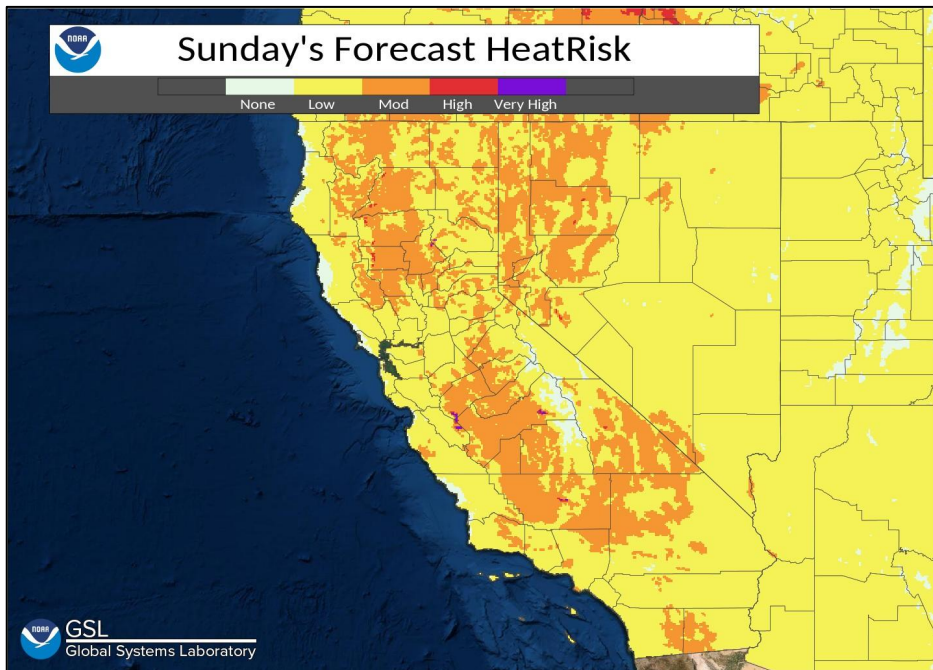 NOAA
Sunday's Forecast HeatRisk
None Low Mod High Very High
NOAA
GSL
Global Systems Laboratory